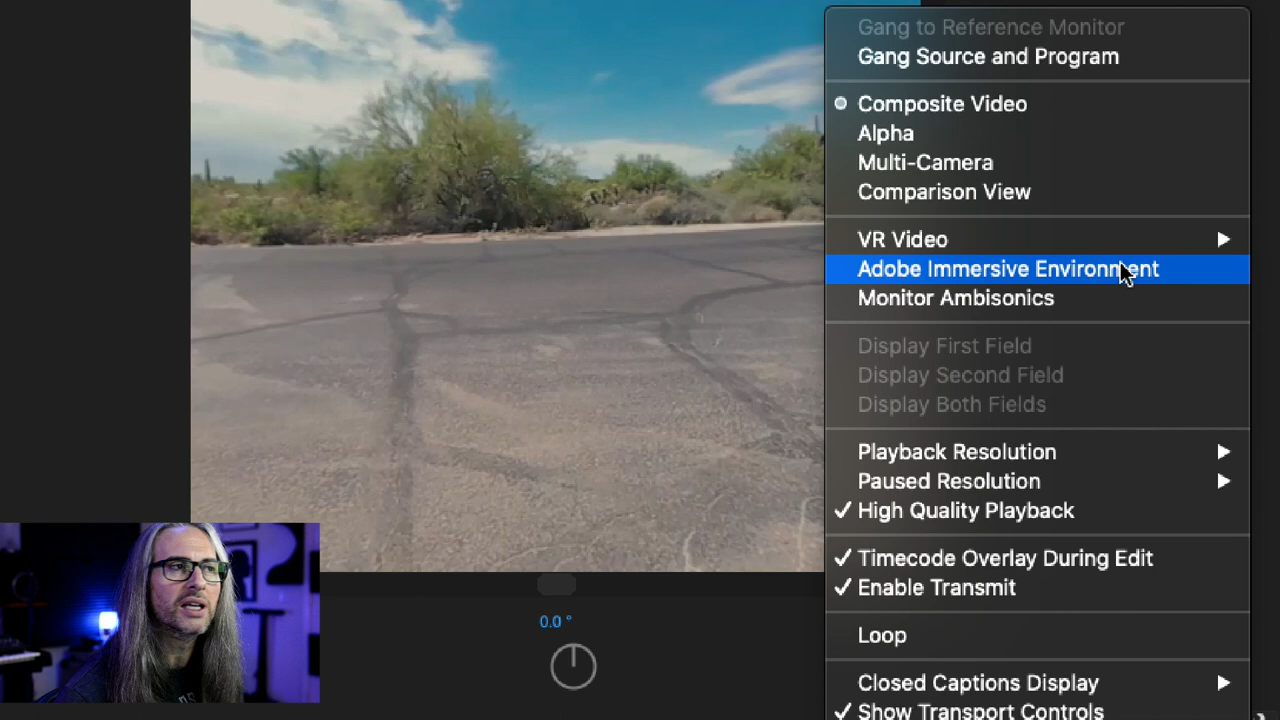 Gang to Reference Monitor
Gang Source and Program
Composite Video
Alpha
Multi-Camera
Comparison View
VR Video
Adobe Immersive Environment
Monitor Ambisonics
Display First Field
Display Second Field
Display Both Fields
Playback Resolution
Paused Resolution
✓ High Quality Playback
✓ Timecode Overlay During Edit
✓ Enable Transmit
0.0 °
Loop
Closed Captions Display
✓ Show Transport Controls